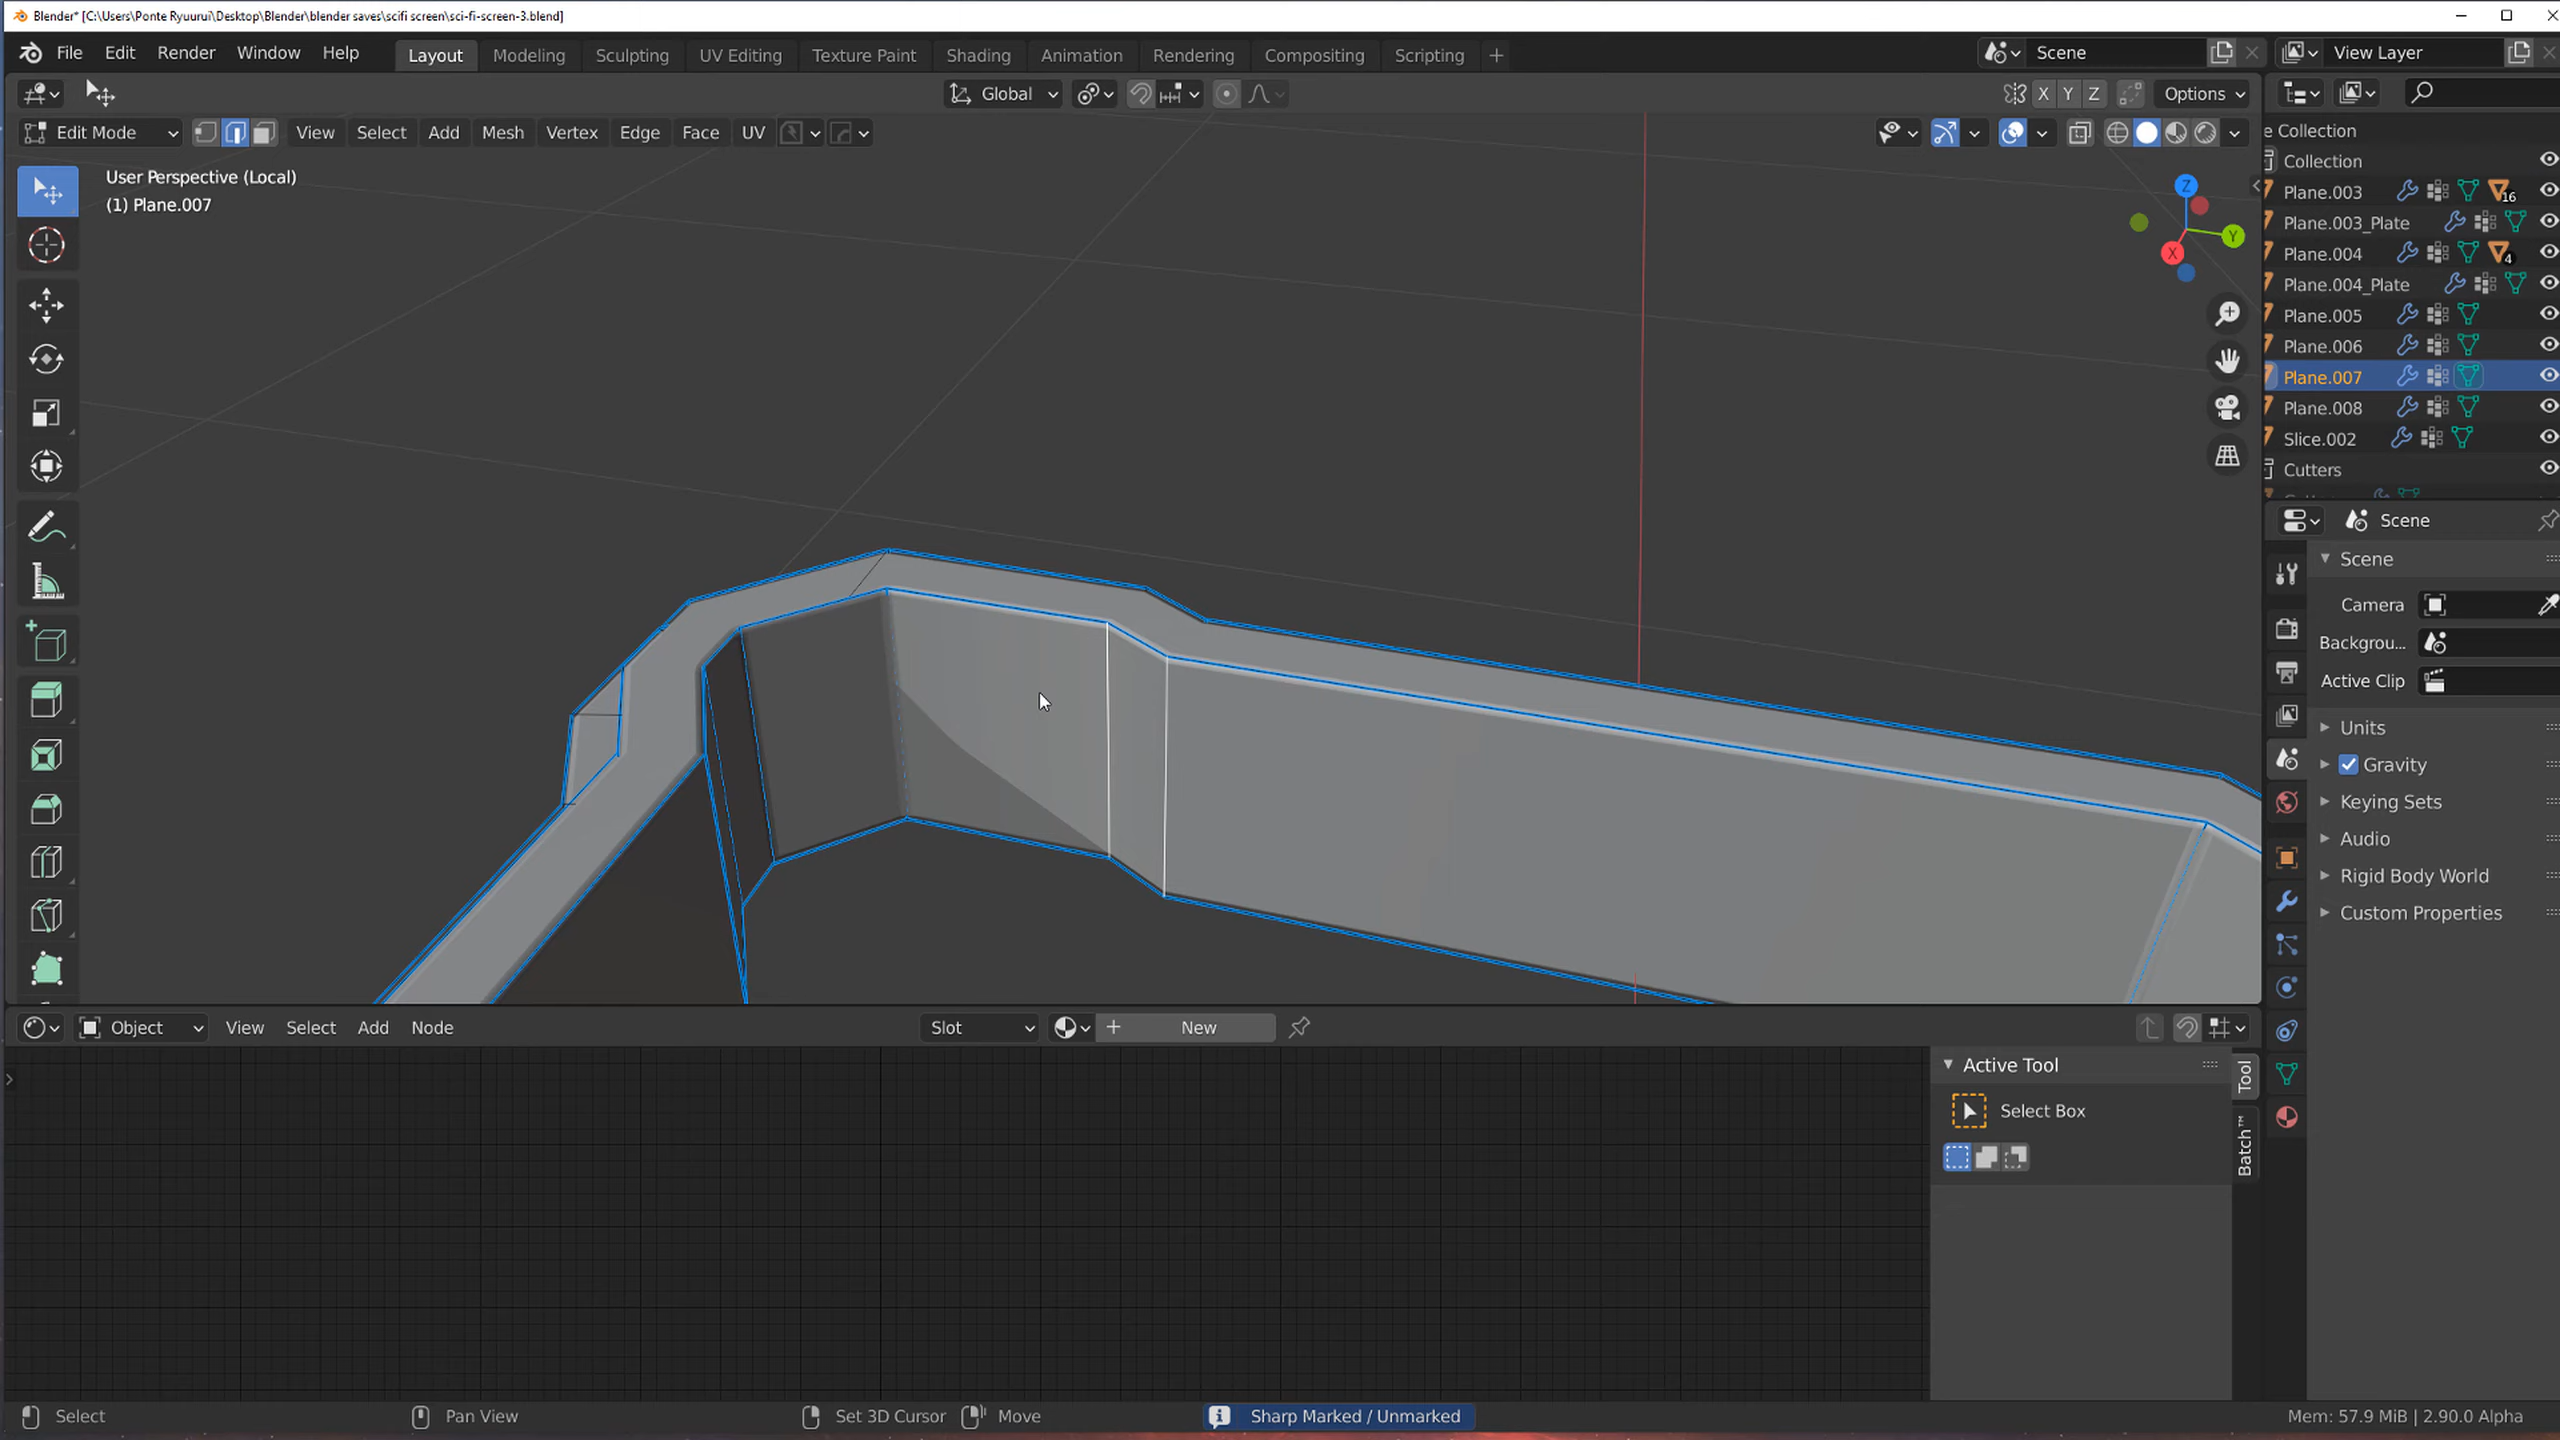 Blender* [C:\Users\Ponte Ryuurui\Desktop\Blender\blender saves\scifi screen\sci-fi-screen-3.blend]
File Edit Render Window Help Layout Modeling Sculpting UV Editing Texture Paint Shading Animation Rendering Compositing Scripting + Scene View Layer
Global X Y Z Options
Edit Mode View Select Add Mesh Vertex Edge Face UV
User Perspective (Local)
(1) Plane.007
Z
Y
X
e Collection
Collection
Plane.003 16
Plane.003_Plate
Plane.004 4
Plane.004_Plate
Plane.005
Plane.006
Plane.007
Plane.008
Slice.002
Cutters
Scene
Scene
Camera
Backgrou...
Active Clip
Units
Gravity
Keying Sets
Audio
Rigid Body World
Custom Properties
Object View Select Add Node Slot New
Active Tool
Select Box
Tool
Batch™
Select Pan View Set 3D Cursor Move Sharp Marked / Unmarked Mem: 57.9 MiB | 2.90.0 Alpha